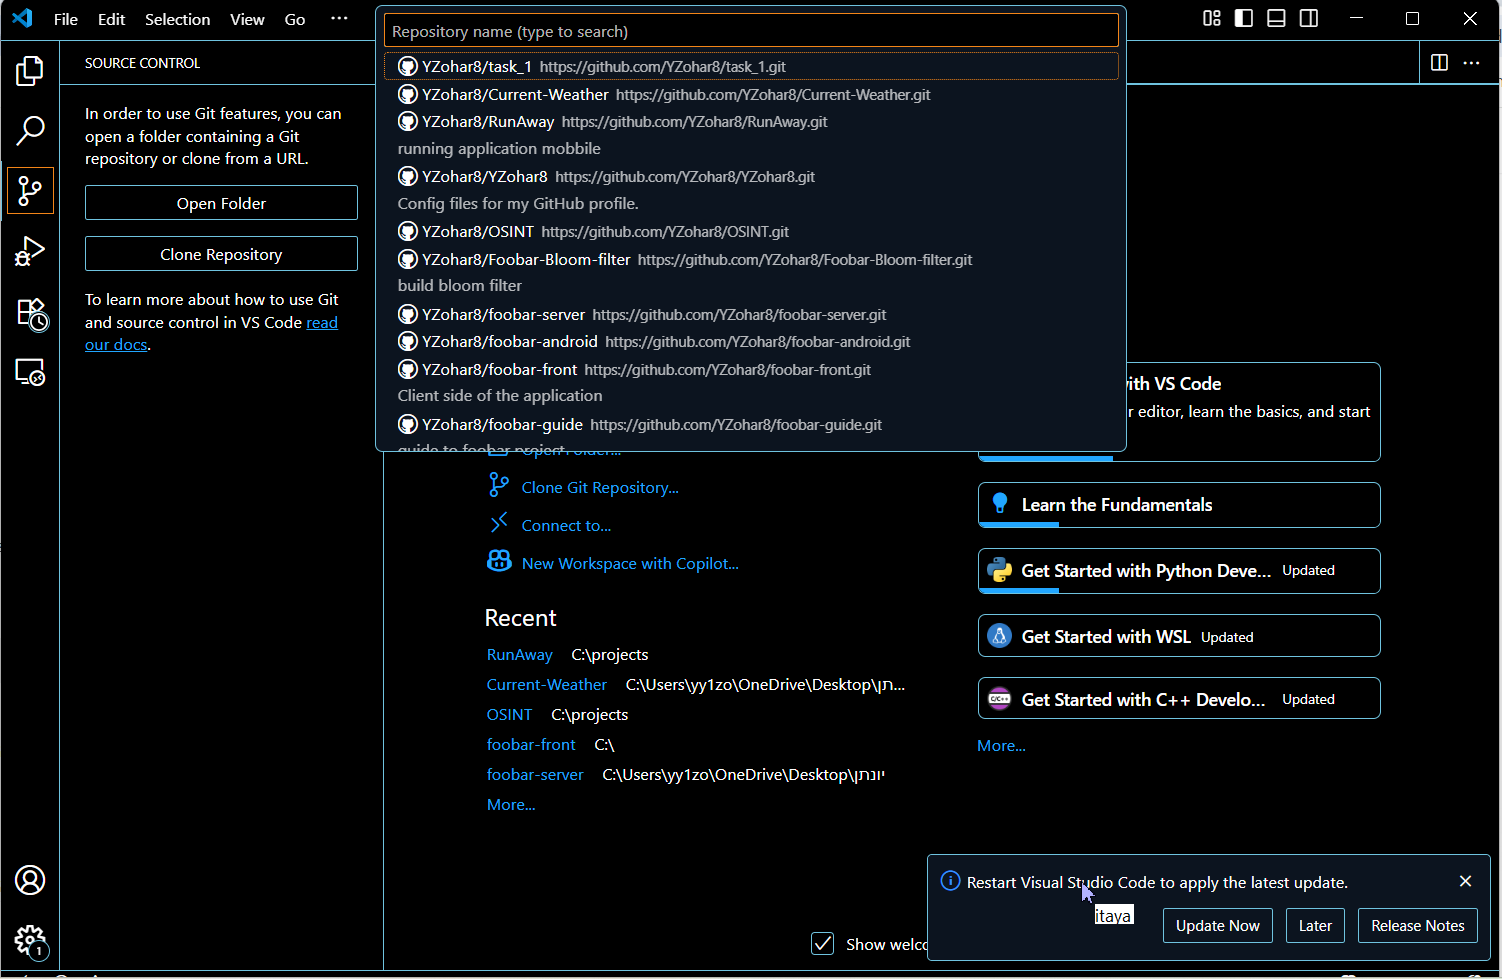 File Edit Selection View Go ···
SOURCE CONTROL
In order to use Git features, you can
open a folder containing a Git
repository or clone from a URL.
Open Folder
Clone Repository
To learn more about how to use Git
and source control in VS Code read
our docs.
1
Repository name (type to search)
YZohar8/task_1 https://github.com/YZohar8/task_1.git
YZohar8/Current-Weather https://github.com/YZohar8/Current-Weather.git
YZohar8/RunAway https://github.com/YZohar8/RunAway.git
running application mobbile
YZohar8/YZohar8 https://github.com/YZohar8/YZohar8.git
Config files for my GitHub profile.
YZohar8/OSINT https://github.com/YZohar8/OSINT.git
YZohar8/Foobar-Bloom-filter https://github.com/YZohar8/Foobar-Bloom-filter.git
build bloom filter
YZohar8/foobar-server https://github.com/YZohar8/foobar-server.git
YZohar8/foobar-android https://github.com/YZohar8/foobar-android.git
YZohar8/foobar-front https://github.com/YZohar8/foobar-front.git
Client side of the application
YZohar8/foobar-guide https://github.com/YZohar8/foobar-guide.git
guide to foobar project
Open Folder...
Clone Git Repository...
Connect to...
New Workspace with Copilot...
Recent
RunAway C:\projects
Current-Weather C:\Users\yy1zo\OneDrive\Desktop\תן...
OSINT C:\projects
foobar-front C:\
foobar-server C:\Users\yy1zo\OneDrive\Desktop\יונתן
More...
with VS Code
r editor, learn the basics, and start
Learn the Fundamentals
Get Started with Python Deve... Updated
Get Started with WSL Updated
C/C++ Get Started with C++ Develo... Updated
More...
Show welco
Restart Visual Studio Code to apply the latest update.
itaya
Update Now Later Release Notes